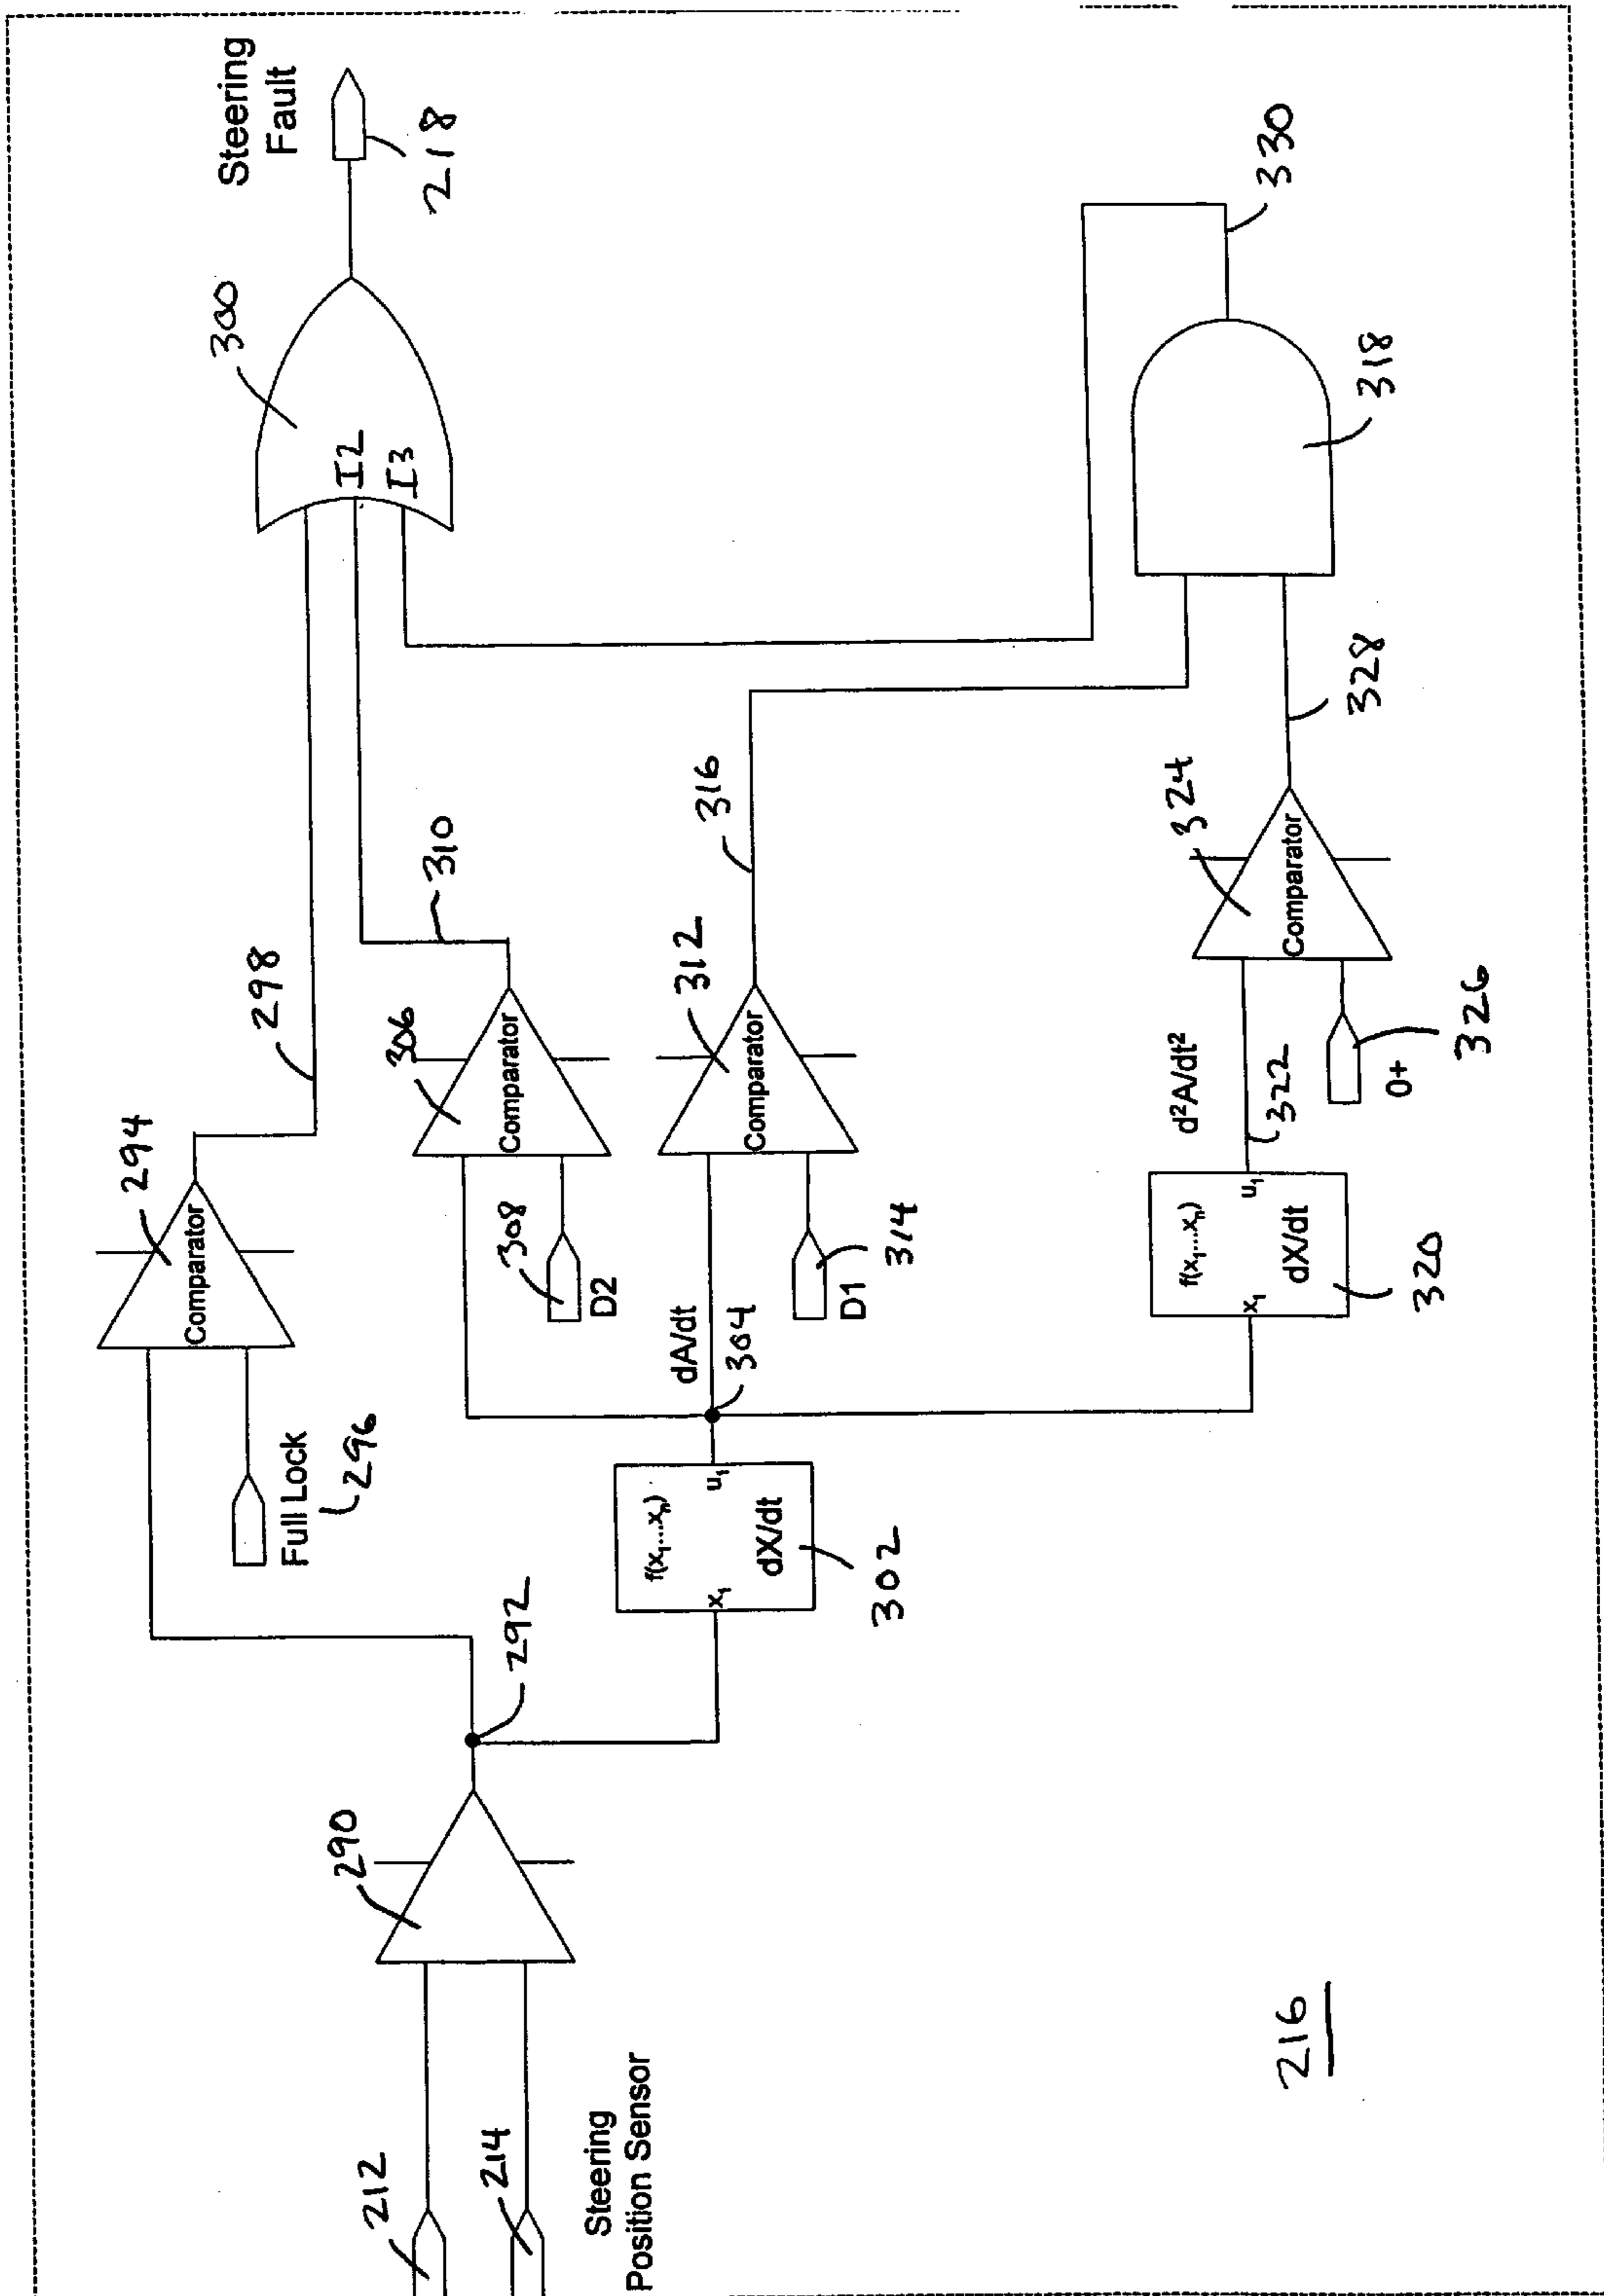 Steering
Fault
218
300
I2
I3
298
294
Comparator
Full Lock
296
310
306
Comparator
308
D2
316
312
Comparator
dA/dt
304
D1
314
330
318
328
324
Comparator
d²A/dt²
322
0+
326
f(x₁...xₙ)
x₁
u₁
dX/dt
320
292
f(x₁...xₙ)
x₁
u₁
dX/dt
302
290
212
214
Steering
Position Sensor
216